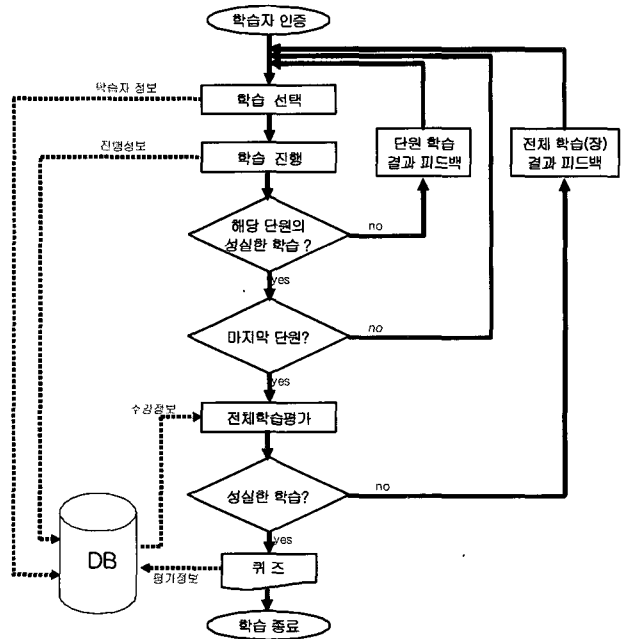 학습자 인증
학습자 정보
학습 선택
진행정보
학습 진행
단원 학습
결과 피드백
전체 학습(장)
결과 피드백
해당 단원의
성실한 학습 ?
no
yes
마지막 단원?
no
yes
수강정보
전체학습평가
성실한 학습?
no
yes
DB
퀴 즈
평가정보
학습 종료